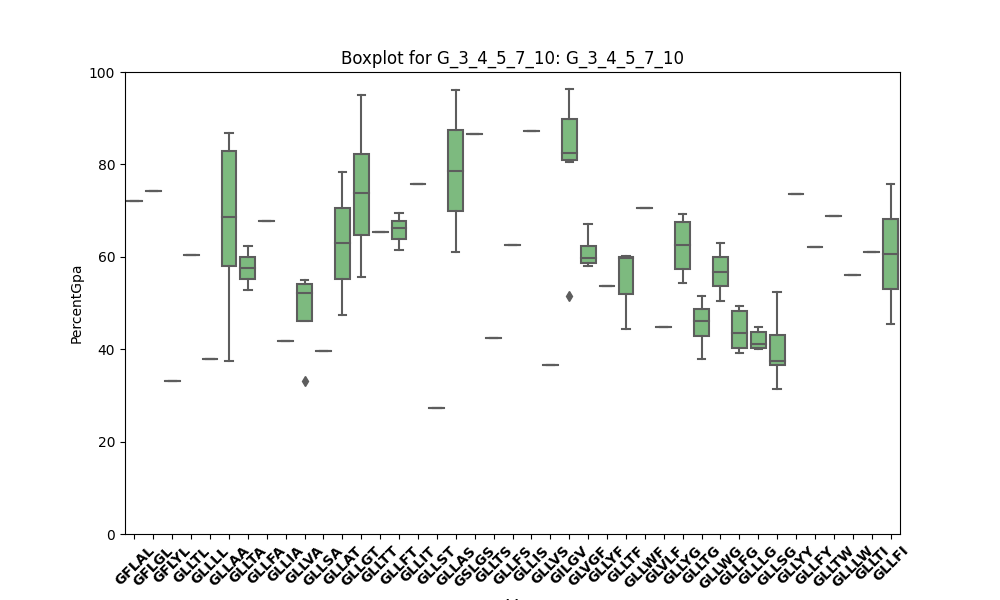 Boxplot for G_3_4_5_7_10: G_3_4_5_7_10
PercentGpa
100
80
60
40
20
0
GFLAL
GFLGL
GFLYL
GLLTL
GLLLL
GLLAA
GLLTA
GLLFA
GLLIA
GLLVA
GLLSA
GLLAT
GLLGT
GLLTT
GLLFT
GLLIT
GLLST
GLLAS
GSLGS
GLLTS
GLLFS
GLLIS
GLLVS
GILGV
GLVGF
GLLYF
GLLTF
GLLWF
GLVLF
GLLYG
GLLTG
GLLWG
GLLFG
GLLLG
GLLSG
GLLYY
GLLFY
GLLTW
GLLLW
GLLTI
GLLFI